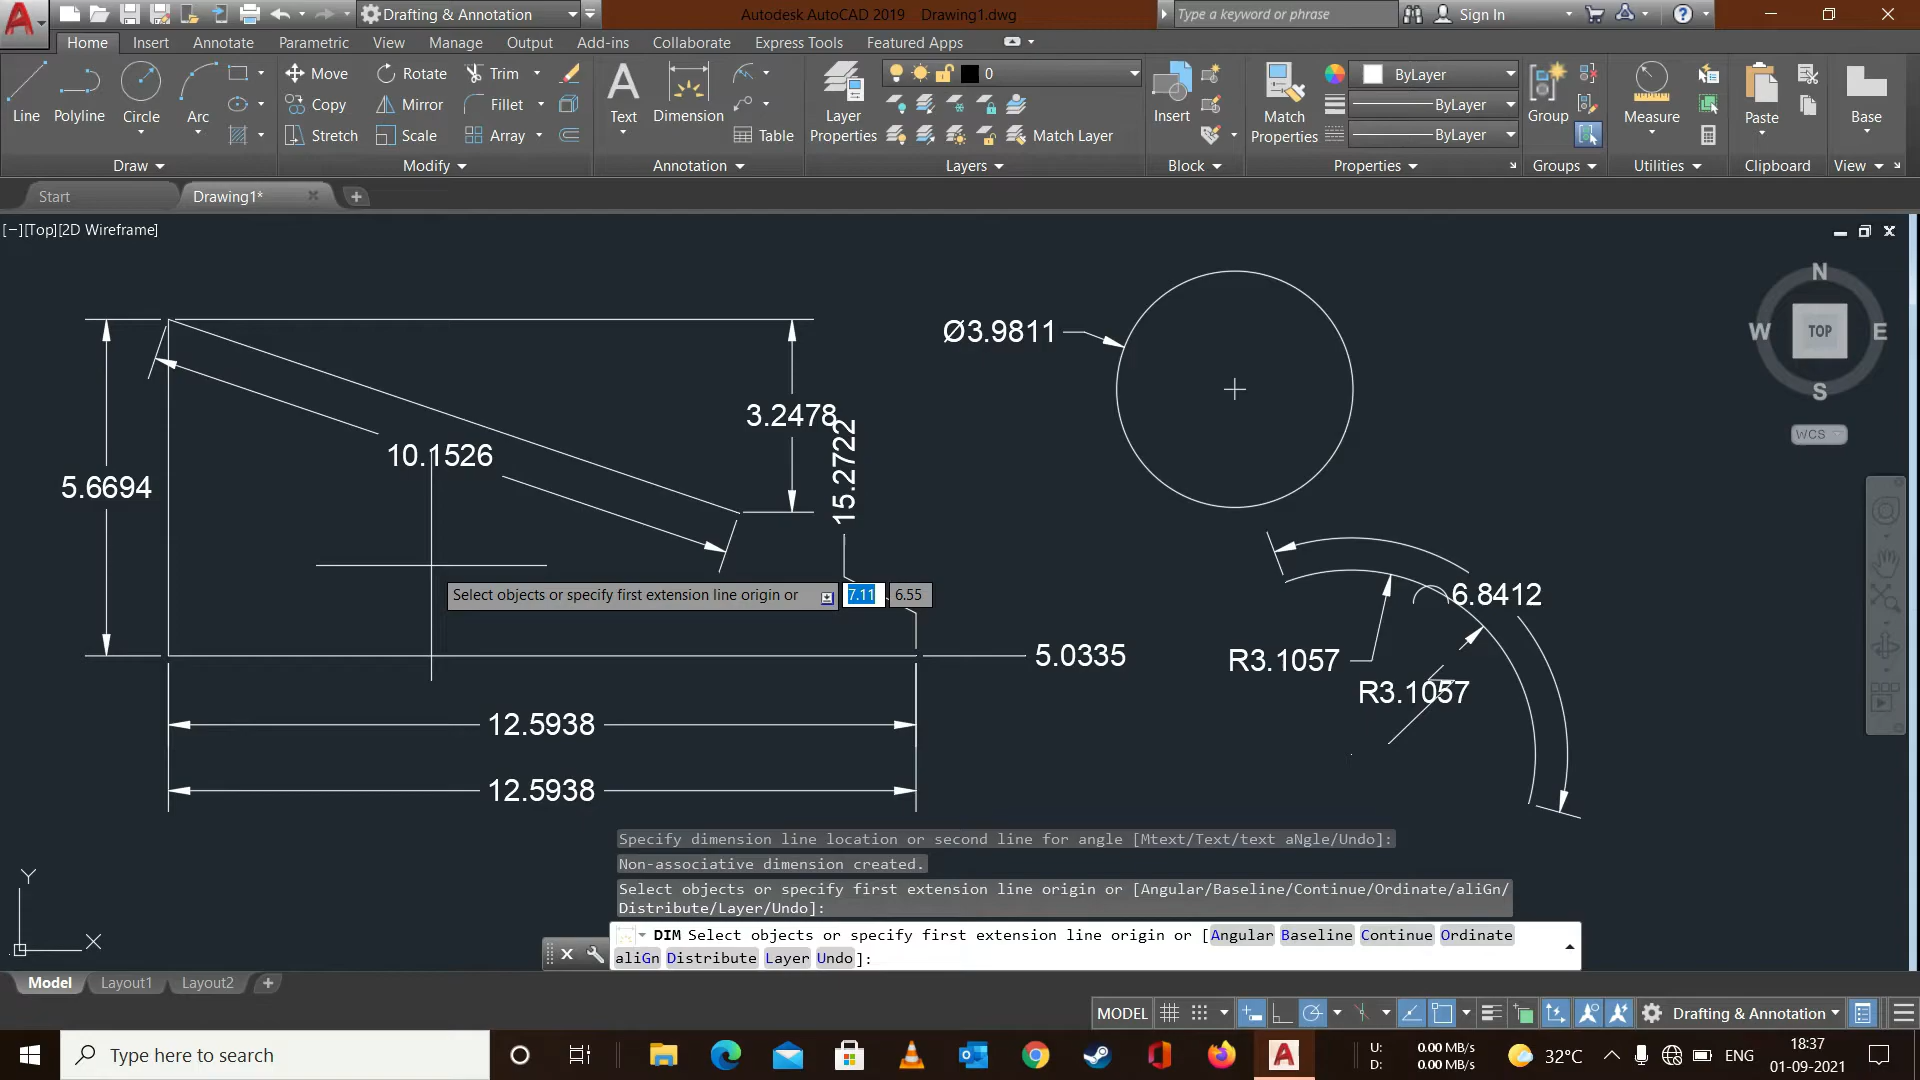 Drafting & Annotation
Autodesk AutoCAD 2019 Drawing1.dwg
Type a keyword or phrase
Sign In
Home Insert Annotate Parametric View Manage Output Add-ins Collaborate Express Tools Featured Apps
Line
Polyline
Circle
Arc
Draw
Move Rotate Trim
Copy Mirror Fillet
Stretch Scale Array
Modify
Text
Dimension
Table
Annotation
Layer
Properties
0
Match Layer
Layers
Insert
Block
Match
Properties
ByLayer
ByLayer
ByLayer
Properties
Group
Groups
Measure
Utilities
Paste
Clipboard
Base
View
Start Drawing1*
[−][Top][2D Wireframe]
N
W TOP E
S
WCS
Ø3.9811
3.2478
15.2722
10.1526
5.6694
Select objects or specify first extension line origin or 7.11 6.55
6.8412
5.0335
R3.1057
R3.1057
12.5938
12.5938
Y
X
Specify dimension line location or second line for angle [Mtext/Text/text aNgle/Undo]:
Non-associative dimension created.
Select objects or specify first extension line origin or [Angular/Baseline/Continue/Ordinate/aliGn/
Distribute/Layer/Undo]:
DIM Select objects or specify first extension line origin or [Angular Baseline Continue Ordinate
aliGn Distribute Layer Undo]:
Model Layout1 Layout2
MODEL
Drafting & Annotation
Type here to search
U: 0.00 MB/s
D: 0.00 MB/s
32°C
ENG
18:37
01-09-2021